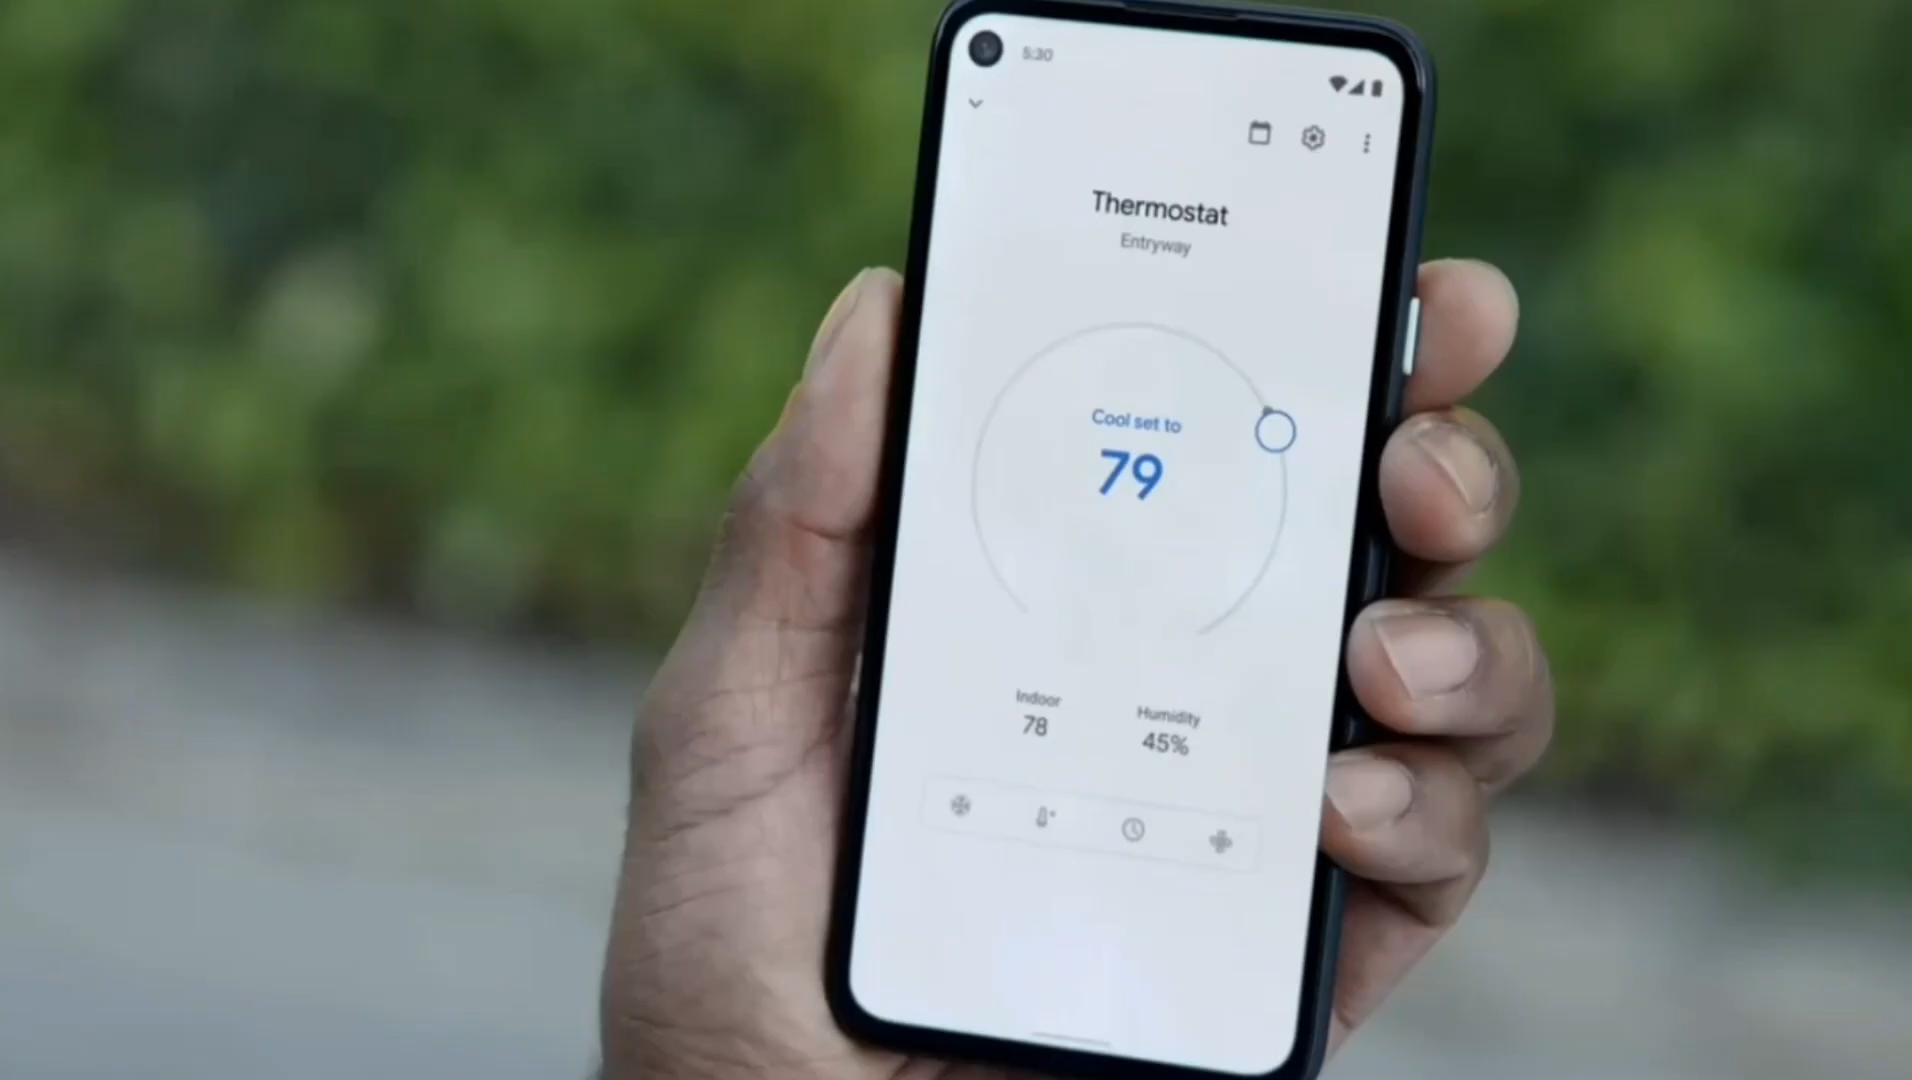 5:30
Thermostat
Entryway
Cool set to
79
Indoor
78
Humidity
45%